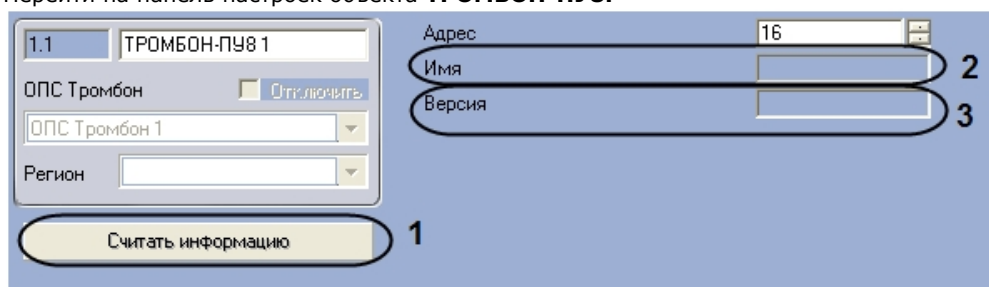 Перейти на панель настроек объекта ТРОМБОН-ПУ8.
1.1 ТРОМБОН-ПУ8 1
ОПС Тромбон Отключить
ОПС Тромбон 1
Регион
Считать информацию 1
Адрес 16
Имя 2
Версия 3